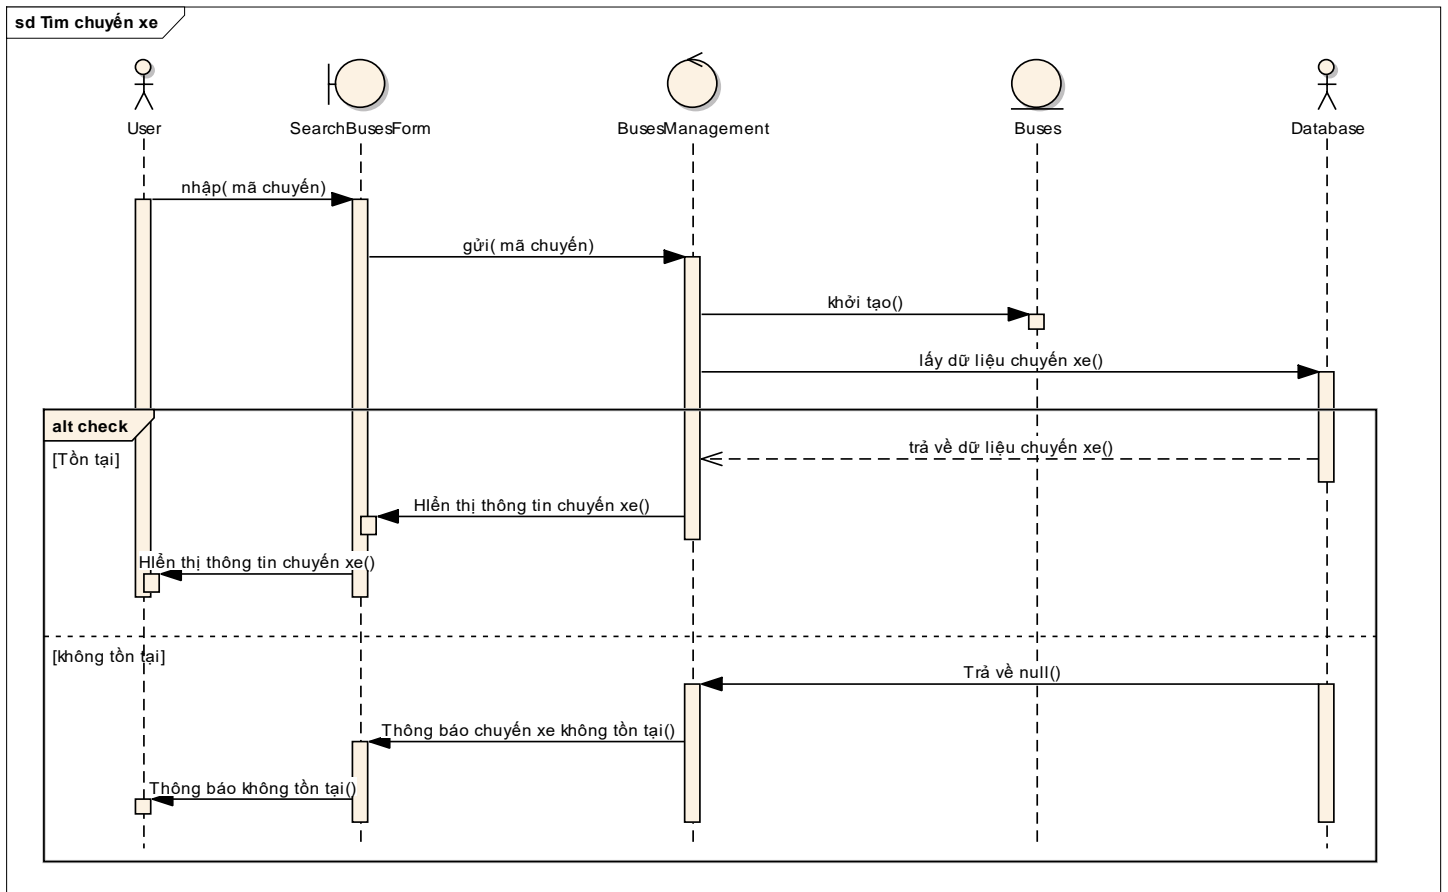 sd Tìm chuyến xe
User
SearchBusesForm
BusesManagement
Buses
Database
nhập( mã chuyến)
gửi( mã chuyến)
khởi tạo()
lấy dữ liệu chuyến xe()
alt check
[Tồn tại]
trả về dữ liệu chuyến xe()
HIển thị thông tin chuyến xe()
HIển thị thông tin chuyến xe()
[không tồn tại]
Trả về null()
Thông báo chuyến xe không tồn tại()
Thông báo không tồn tại()